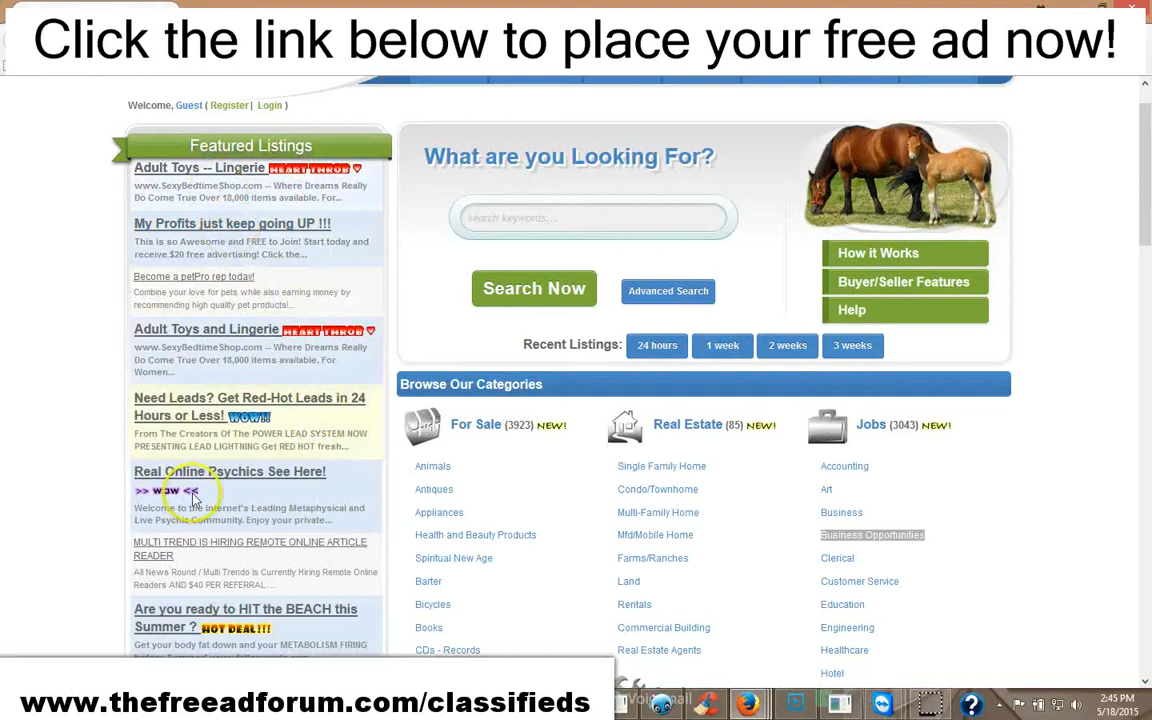 Click the link below to place your free ad now!
Welcome, Guest ( Register | Login )
Featured Listings
Adult Toys -- Lingerie HEART THROB
www.SexyBedtimeShop.com -- Where Dreams Really
Do Come True Over 18,000 items available. For...
My Profits just keep going UP !!!
This is so Awesome and FREE to Join! Start today and
receive $20 free advertising! Click the...
Become a petPro rep today!
Combine your love for pets while also earning money by
recommending high quality pet products!...
Adult Toys and Lingerie HEART THROB
www.SexyBedtimeShop.com -- Where Dreams Really
Do Come True Over 18,000 items available. For
Women...
Need Leads? Get Red-Hot Leads in 24
Hours or Less! WOW!!
From The Creators Of The POWER LEAD SYSTEM NOW
PRESENTING LEAD LIGHTNING Get RED HOT fresh...
Real Online Psychics See Here!
>> wow <<
Welcome to the Internet's Leading Metaphysical and
Live Psychic Community. Enjoy your private...
MULTI TREND IS HIRING REMOTE ONLINE ARTICLE
READER
All News Round / Multi Trendo is Currently Hiring Remote Online
Readers AND $40 PER REFERRAL....
Are you ready to HIT the BEACH this
Summer ? HOT DEAL!!!
Get your body fat down and your METABOLISM FIRING
What are you Looking For?
search keywords...
Search Now
Advanced Search
How it Works
Buyer/Seller Features
Help
Recent Listings: 24 hours 1 week 2 weeks 3 weeks
Browse Our Categories
For Sale (3923) NEW!
Animals
Antiques
Appliances
Health and Beauty Products
Spiritual New Age
Barter
Bicycles
Books
CDs - Records
Real Estate (85) NEW!
Single Family Home
Condo/Townhome
Multi-Family Home
Mfd/Mobile Home
Farms/Ranches
Land
Rentals
Commercial Building
Real Estate Agents
Jobs (3043) NEW!
Accounting
Art
Business
Business Opportunities
Clerical
Customer Service
Education
Engineering
Healthcare
Hotel
www.thefreeadforum.com/classifieds
2:45 PM
5/18/2015